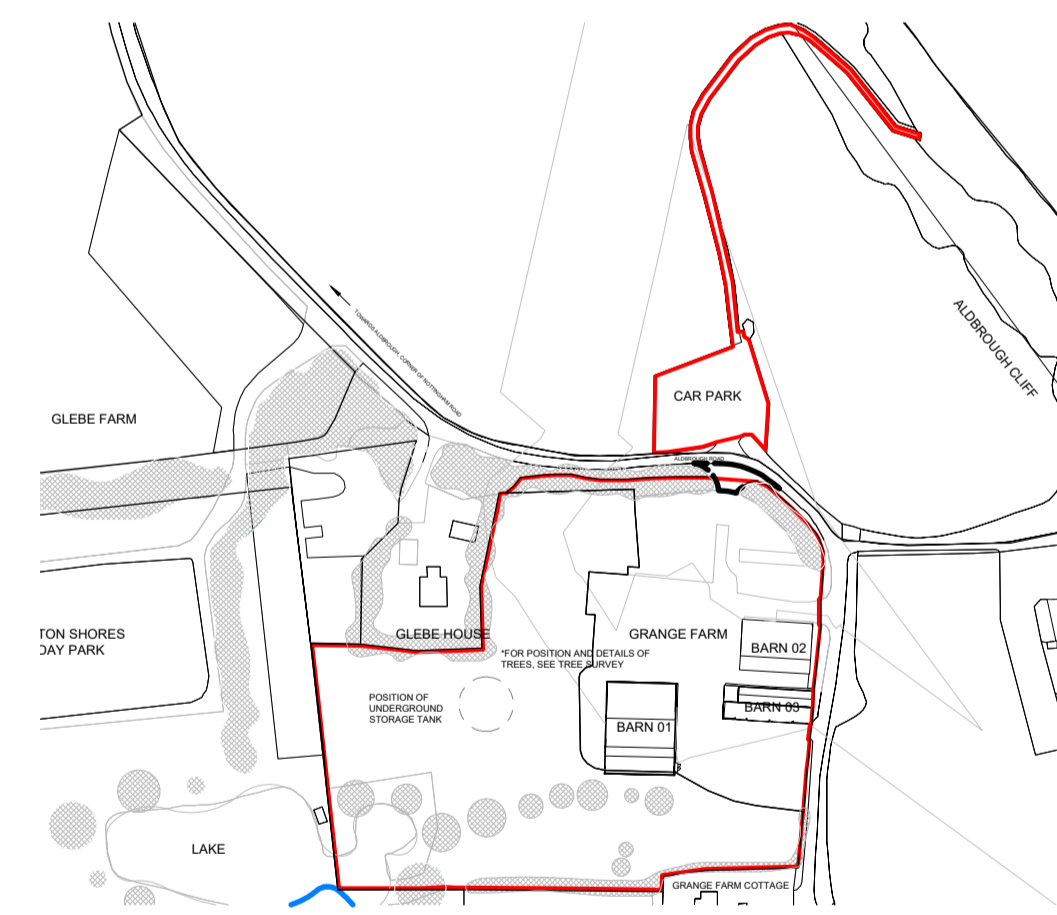 TOWARDS ALDBROUGH, CORNER OF NOTTINGHAM ROAD
ALDBROUGH CLIFF
CAR PARK
GLEBE FARM
ALDBROUGH ROAD
TON SHORES
DAY PARK
GLEBE HOUSE
GRANGE FARM
*FOR POSITION AND DETAILS OF
TREES, SEE TREE SURVEY
BARN 02
POSITION OF
UNDERGROUND
STORAGE TANK
BARN 03
BARN 01
LAKE
GRANGE FARM COTTAGE